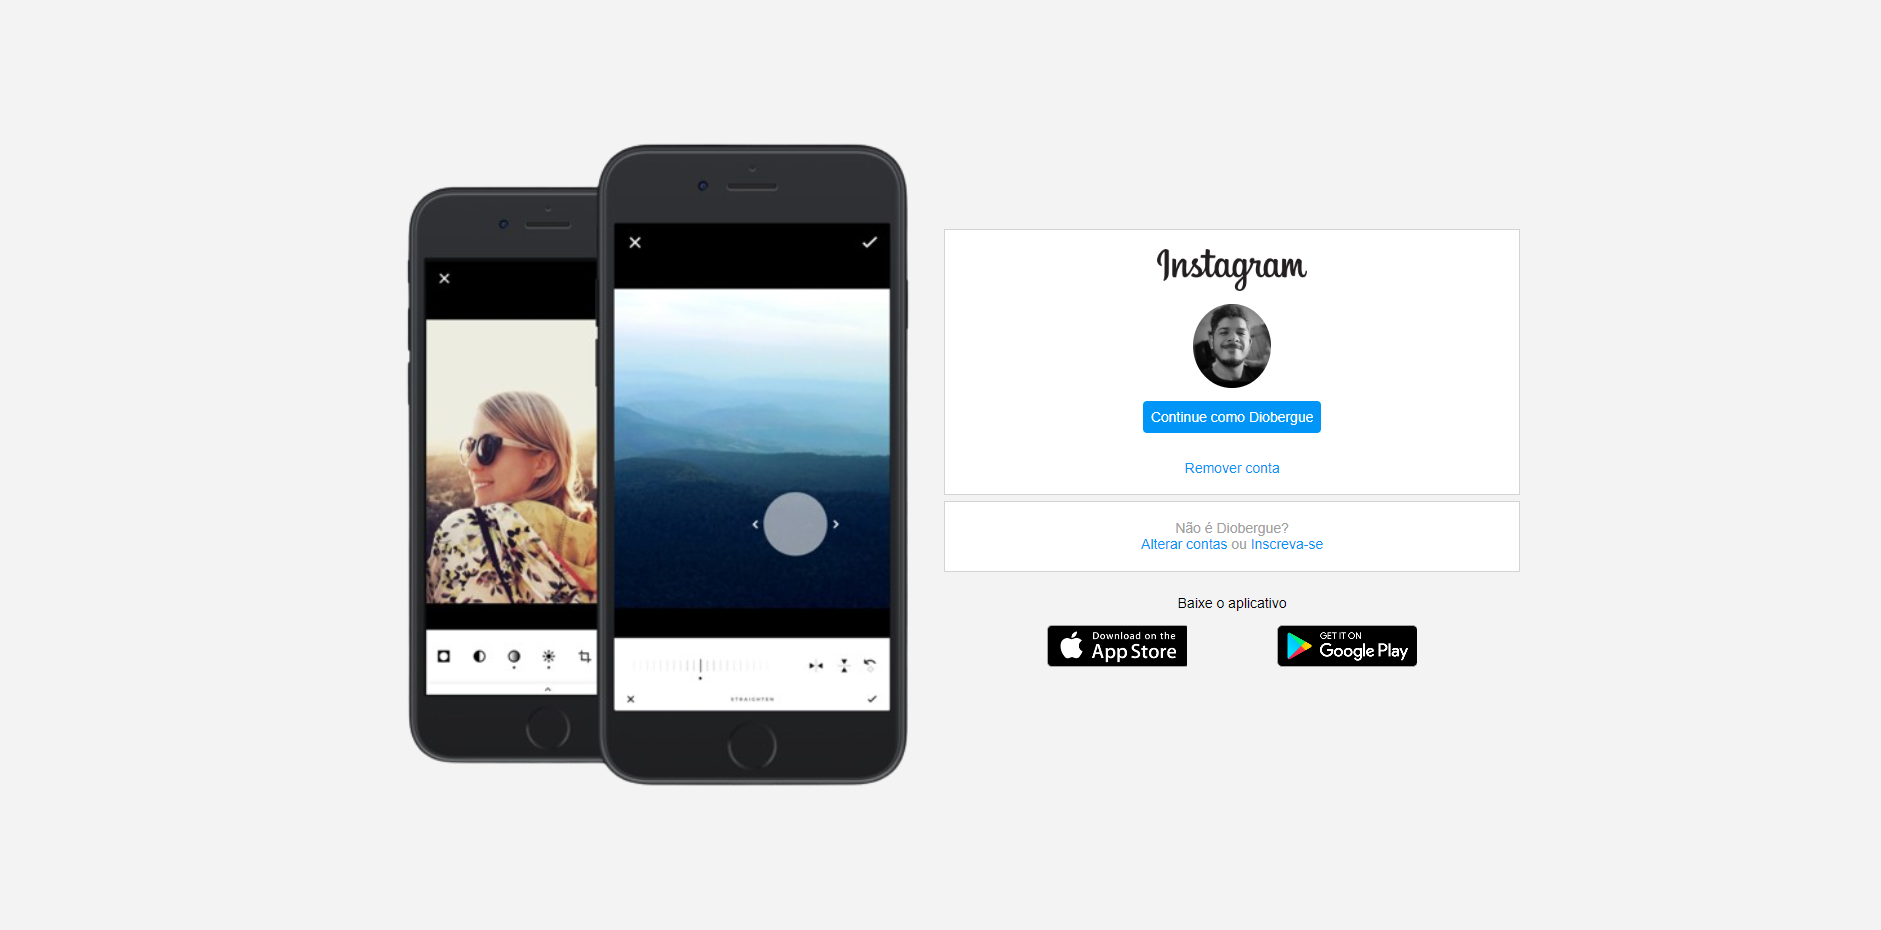 STRAIGHTEN
Instagram
Continue como Diobergue
Remover conta
Não é Diobergue?
Alterar contas ou Inscreva-se
Baixe o aplicativo
Download on the
App Store
GET IT ON
Google Play